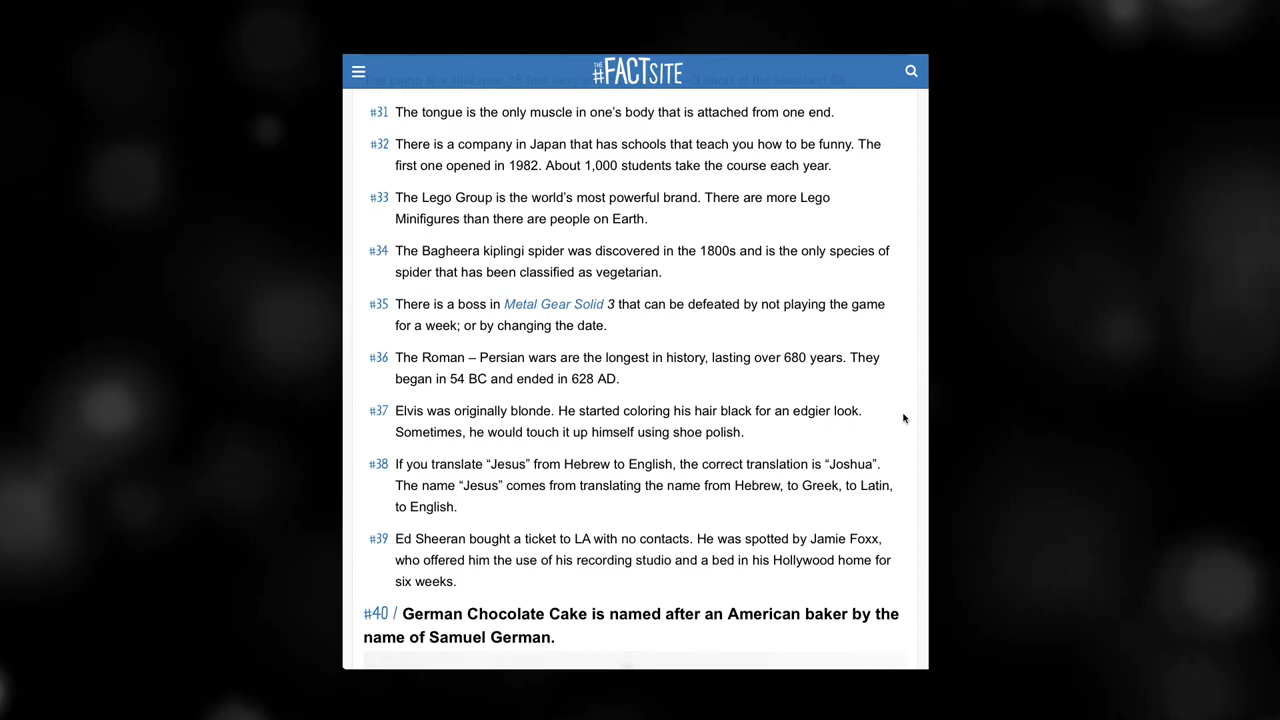 THE #FACTSITE
#31 The tongue is the only muscle in one's body that is attached from one end.
#32 There is a company in Japan that has schools that teach you how to be funny. The
first one opened in 1982. About 1,000 students take the course each year.
#33 The Lego Group is the world's most powerful brand. There are more Lego
Minifigures than there are people on Earth.
#34 The Bagheera kiplingi spider was discovered in the 1800s and is the only species of
spider that has been classified as vegetarian.
#35 There is a boss in Metal Gear Solid 3 that can be defeated by not playing the game
for a week; or by changing the date.
#36 The Roman – Persian wars are the longest in history, lasting over 680 years. They
began in 54 BC and ended in 628 AD.
#37 Elvis was originally blonde. He started coloring his hair black for an edgier look.
Sometimes, he would touch it up himself using shoe polish.
#38 If you translate “Jesus” from Hebrew to English, the correct translation is “Joshua”.
The name “Jesus” comes from translating the name from Hebrew, to Greek, to Latin,
to English.
#39 Ed Sheeran bought a ticket to LA with no contacts. He was spotted by Jamie Foxx,
who offered him the use of his recording studio and a bed in his Hollywood home for
six weeks.
#40 / German Chocolate Cake is named after an American baker by the
name of Samuel German.